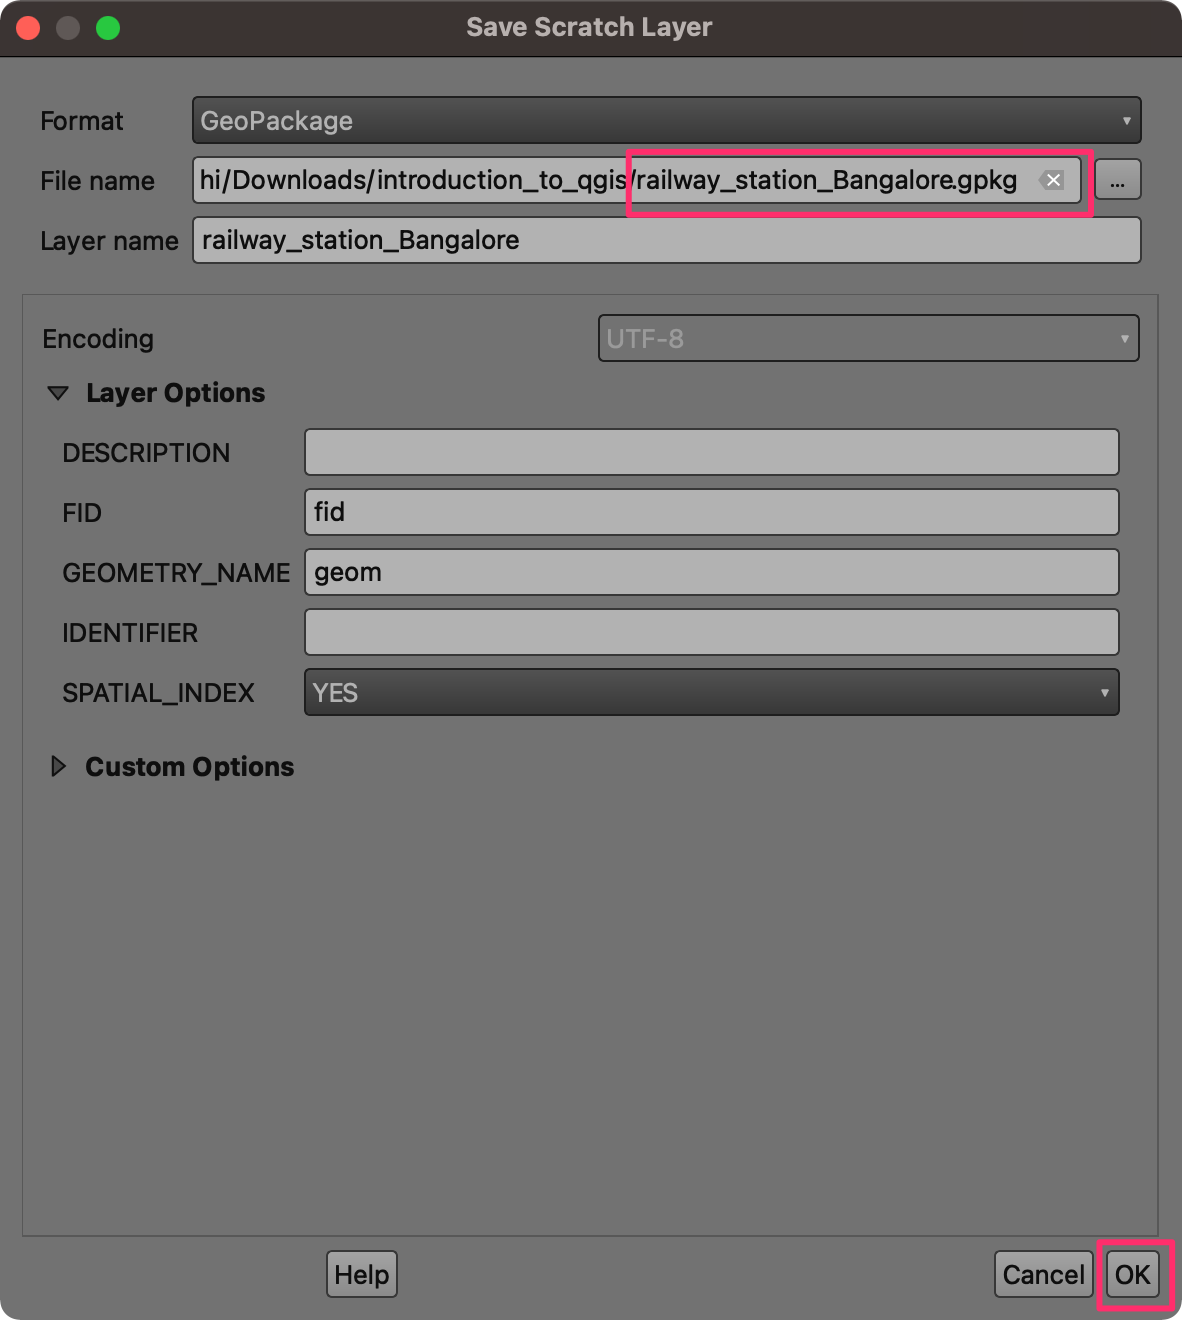 Save Scratch Layer
Format GeoPackage
File name hi/Downloads/introduction_to_qgis/railway_station_Bangalore.gpkg ...
Layer name railway_station_Bangalore
Encoding UTF-8
Layer Options
DESCRIPTION
FID fid
GEOMETRY_NAME geom
IDENTIFIER
SPATIAL_INDEX YES
Custom Options
Help Cancel OK